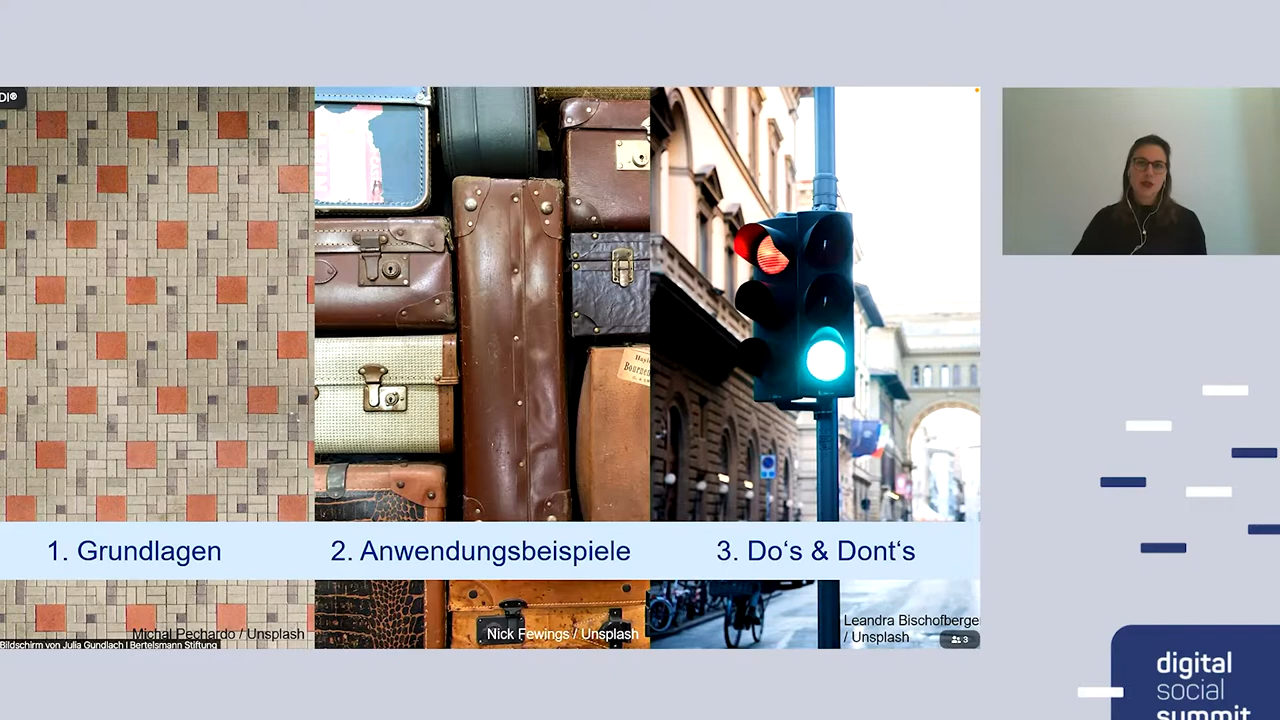 DI®
1. Grundlagen
2. Anwendungsbeispiele
3. Do‘s & Dont‘s
Michal Pechardo / Unsplash
Nick Fewings / Unsplash
Leandra Bischofberge
/ Unsplash
Bildschirm von Julia Gundlach | Bertelsmann Stiftung
3
digital
social
summit